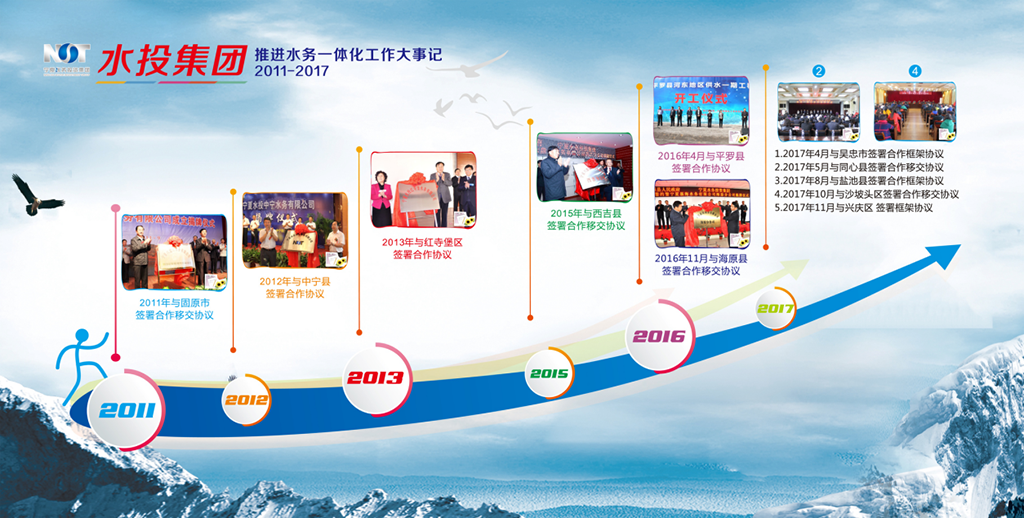 水投集团
推进水务一体化工作大事记
2011-2017
2011年与固原市
签署合作移交协议
2012年与中宁县
签署合作协议
2013年与红寺堡区
签署合作协议
2015年与西吉县
签署合作移交协议
开工仪式
2016年4月与平罗县
签署合作协议
2016年11月与海原县
签署合作移交协议
2
4
1.2017年4月与吴忠市签署合作框架协议
2.2017年5月与同心县签署合作移交协议
3.2017年8月与盐池县签署合作框架协议
4.2017年10月与沙坡头区签署合作移交协议
5.2017年11月与兴庆区 签署框架协议
2011
2012
2013
2015
2016
2017